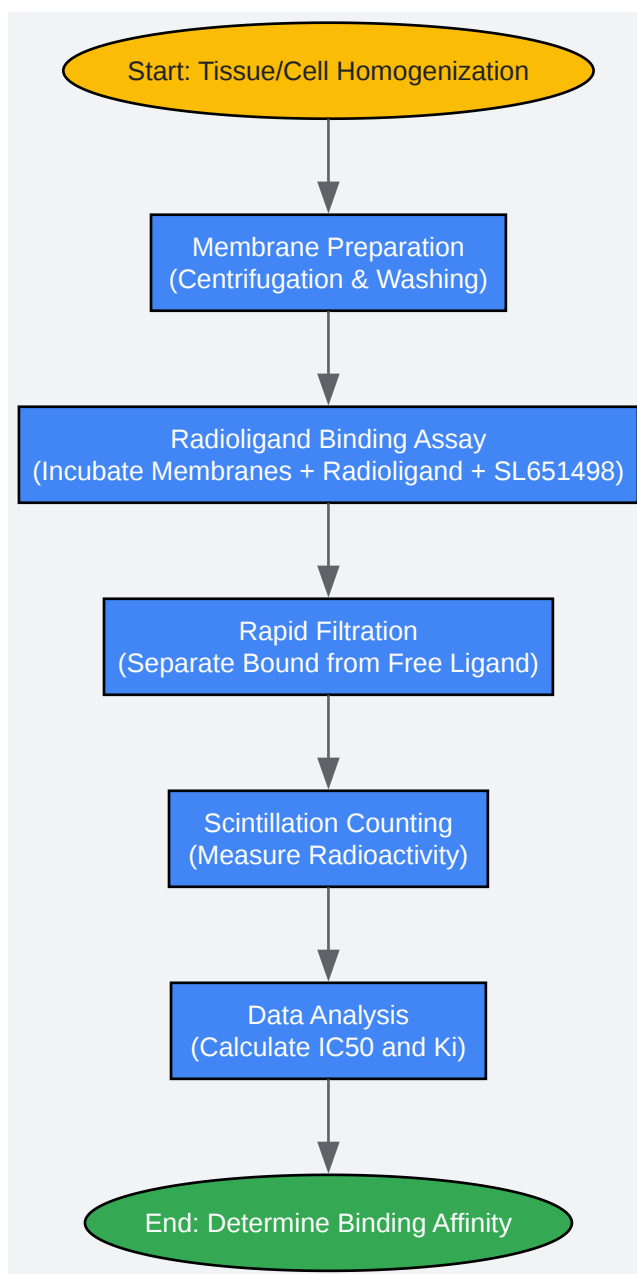 Start: Tissue/Cell Homogenization
Membrane Preparation
(Centrifugation & Washing)
Radioligand Binding Assay
(Incubate Membranes + Radioligand + SL651498)
Rapid Filtration
(Separate Bound from Free Ligand)
Scintillation Counting
(Measure Radioactivity)
Data Analysis
(Calculate IC50 and Ki)
End: Determine Binding Affinity